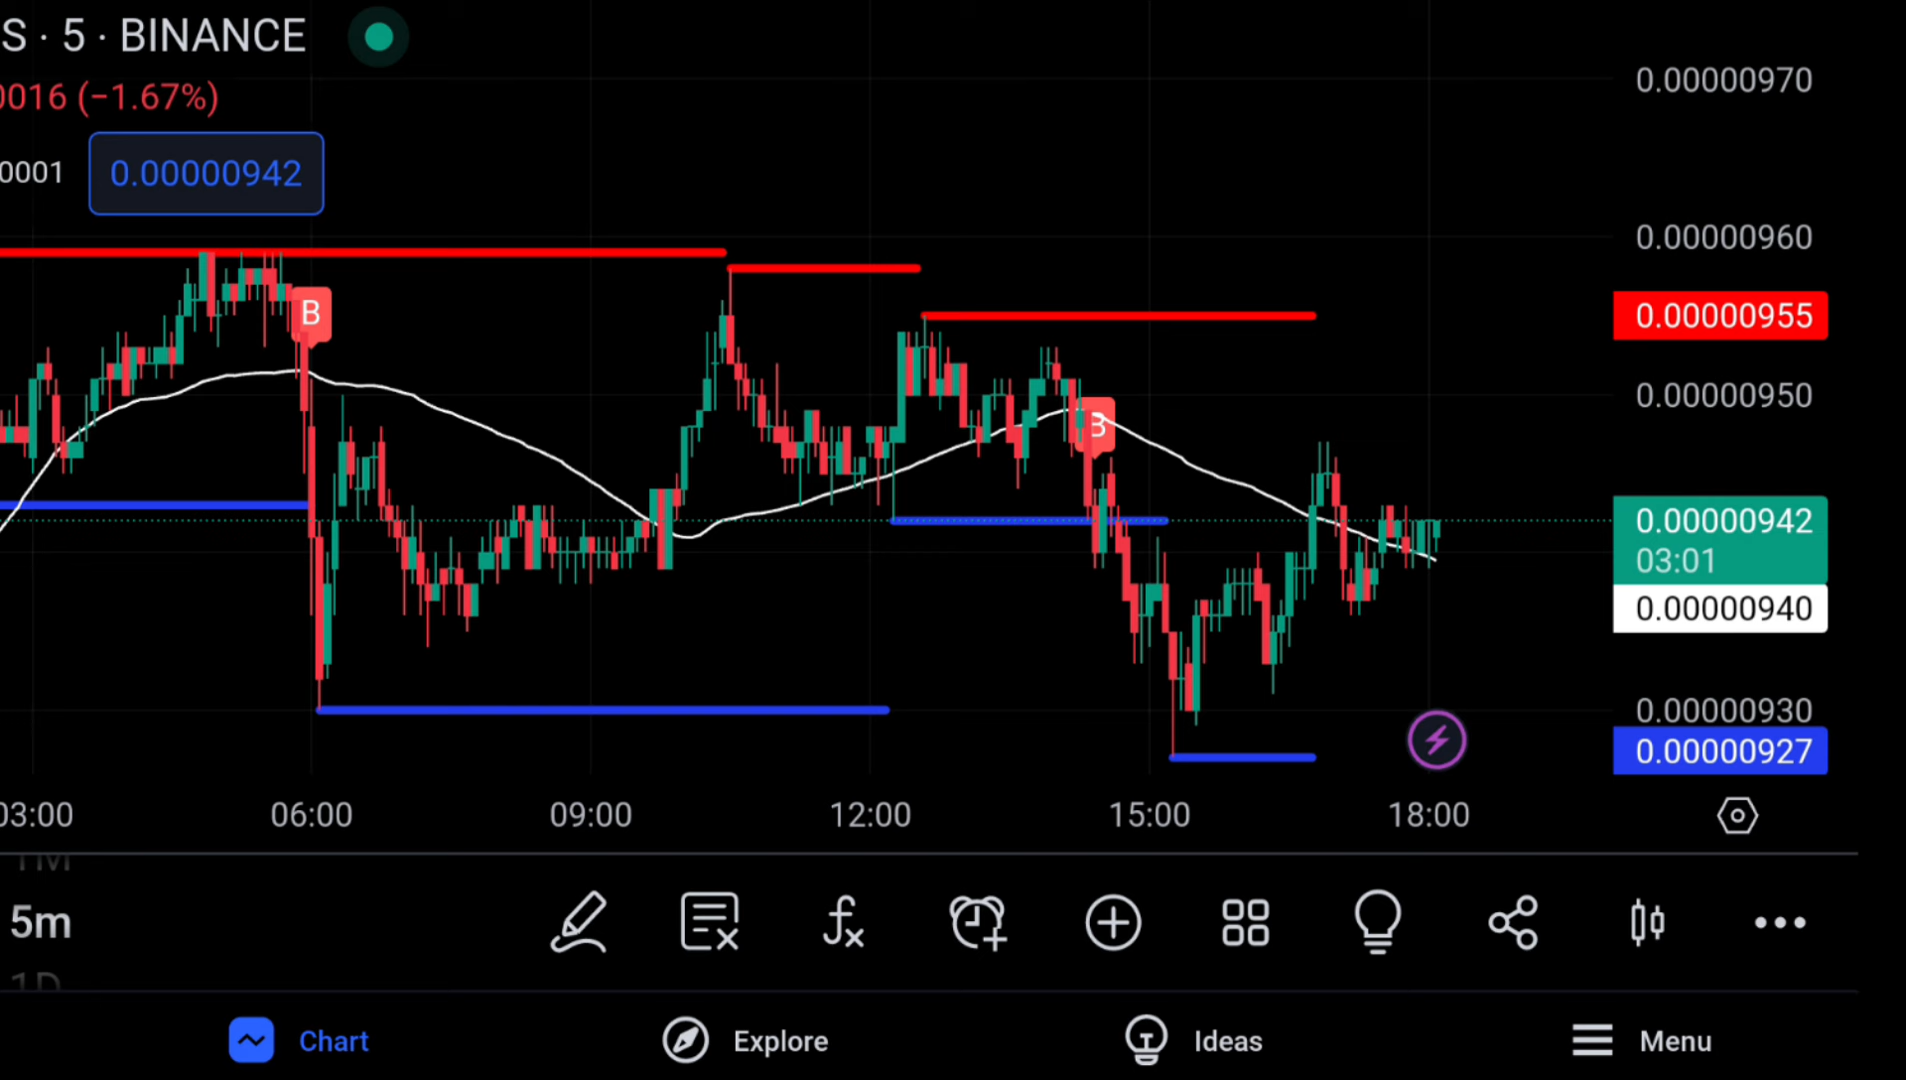 S · 5 · BINANCE
0016 (−1.67%)
0001
0.00000942
B
B
0.00000970
0.00000960
0.00000955
0.00000950
0.00000942
03:01
0.00000940
0.00000930
0.00000927
03:00 06:00 09:00 12:00 15:00 18:00
1M
5m
1D
Chart Explore Ideas Menu